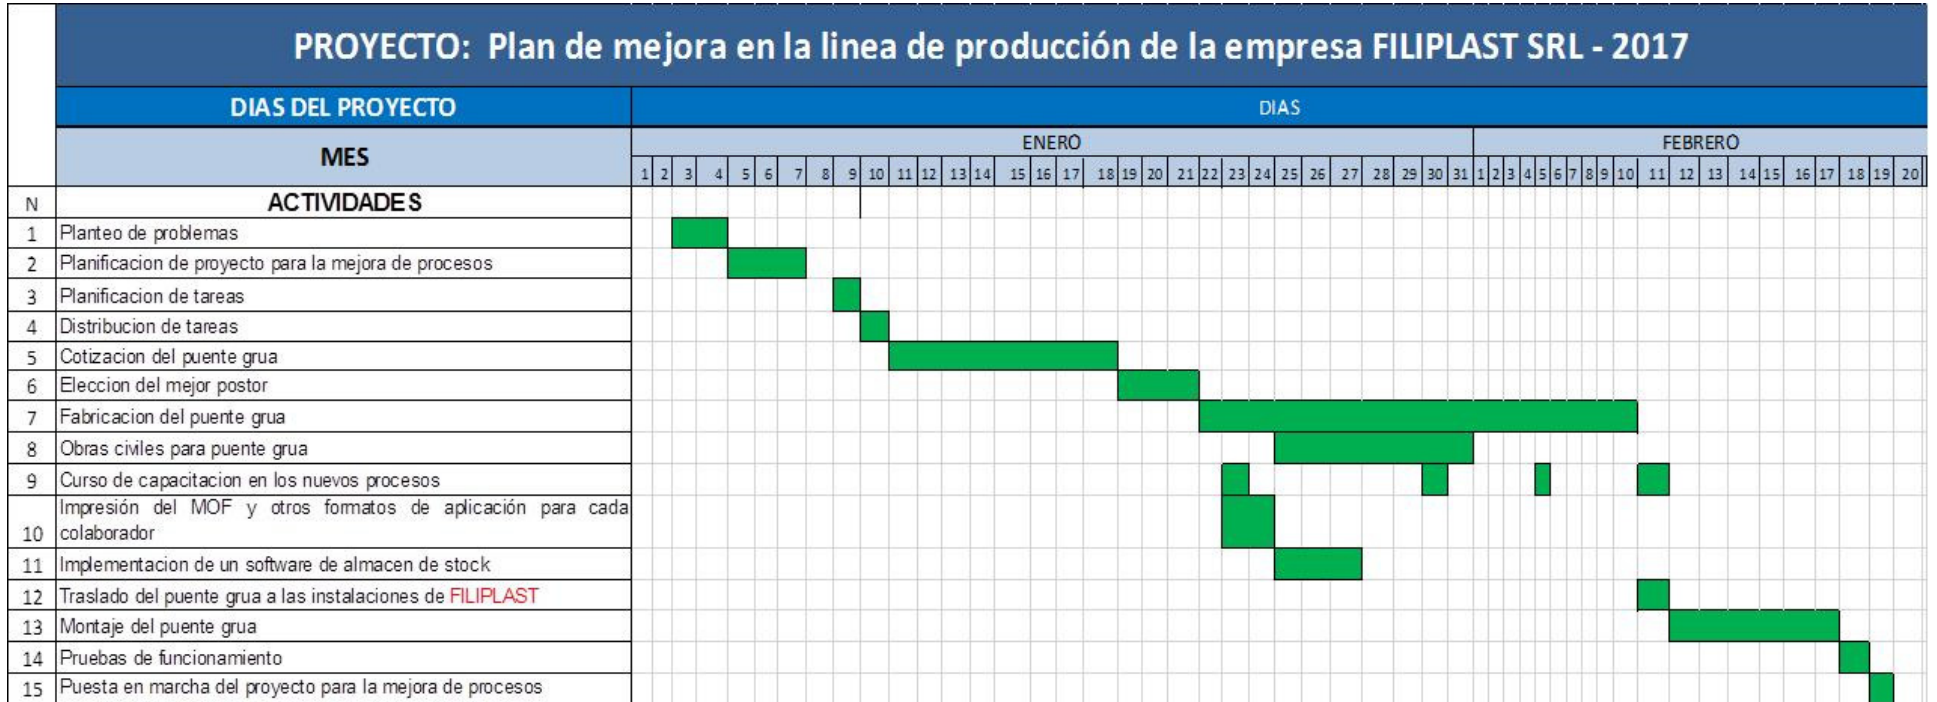 PROYECTO: Plan de mejora en la linea de producción de la empresa FILIPLAST SRL - 2017
DIAS DEL PROYECTO DIAS
MES ENERO FEBRERO
1 2 3 4 5 6 7 8 9 10 11 12 13 14 15 16 17 18 19 20 21 22 23 24 25 26 27 28 29 30 31 1 2 3 4 5 6 7 8 9 10 11 12 13 14 15 16 17 18 19 20
N ACTIVIDADES
1 Planteo de problemas
2 Planificacion de proyecto para la mejora de procesos
3 Planificacion de tareas
4 Distribucion de tareas
5 Cotizacion del puente grua
6 Eleccion del mejor postor
7 Fabricacion del puente grua
8 Obras civiles para puente grua
9 Curso de capacitacion en los nuevos procesos
Impresión del MOF y otros formatos de aplicación para cada
10 colaborador
11 Implementacion de un software de almacen de stock
12 Traslado del puente grua a las instalaciones de FILIPLAST
13 Montaje del puente grua
14 Pruebas de funcionamiento
15 Puesta en marcha del proyecto para la mejora de procesos